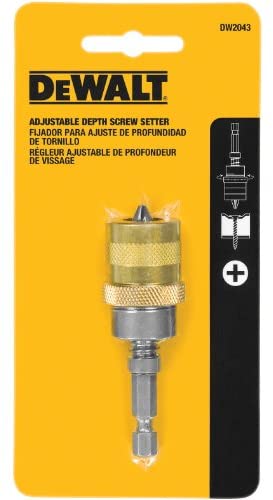 DW2043
DEWALT
ADJUSTABLE DEPTH SCREW SETTER
FIJADOR PARA AJUSTE DE PROFUNDIDAD
DE TORNILLO
RÉGLEUR AJUSTABLE DE PROFONDEUR
DE VISSAGE